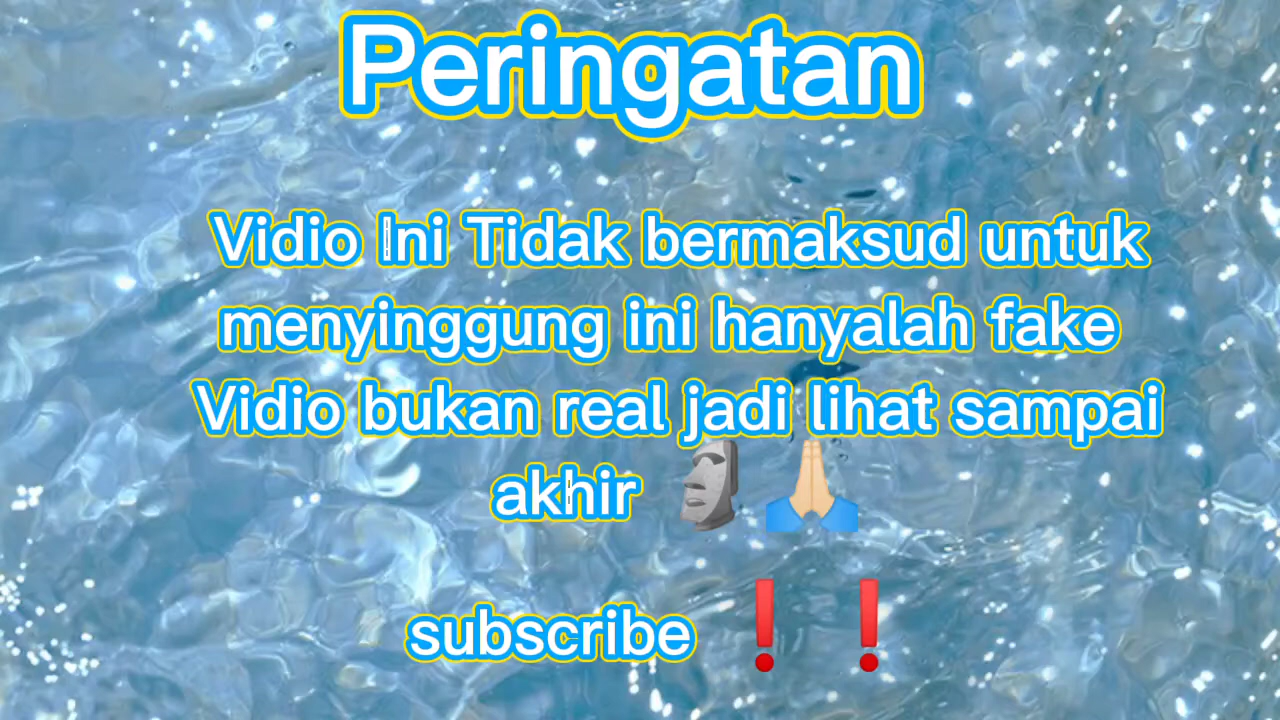 Peringatan
Vidio Ini Tidak bermaksud untuk
menyinggung ini hanyalah fake
Vidio bukan real jadi lihat sampai
akhir 🗿🙏🏻
subscribe ❗❗